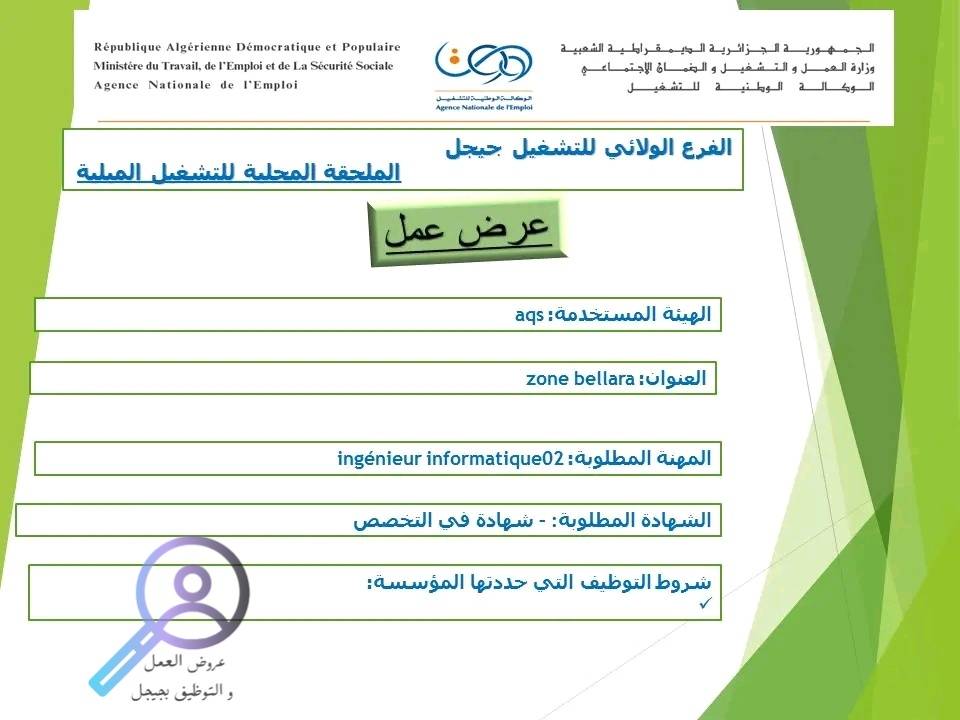 République Algérienne Démocratique et Populaire
Ministère du Travail, de l'Emploi et de La Sécurité Sociale
Agence Nationale de l'Emploi
الوكالة الوطنية للتشغيل
Agence Nationale de l'Emploi
الجمهورية الجزائرية الديمقراطية الشعبية
وزارة العمل و التشغيل و الضمان الإجتماعي
الوكالة الوطنية للتشغيل
الفرع الولائي للتشغيل جيجل
الملحقة المحلية للتشغيل الميلية
عرض عمل
الهيئة المستخدمة: aqs
العنوان: zone bellara
المهنة المطلوبة: ingénieur informatique02
الشهادة المطلوبة: - شهادة في التخصص
شروط التوظيف التي حددتها المؤسسة:
✓
عروض العمل
و التوظيف بجيجل